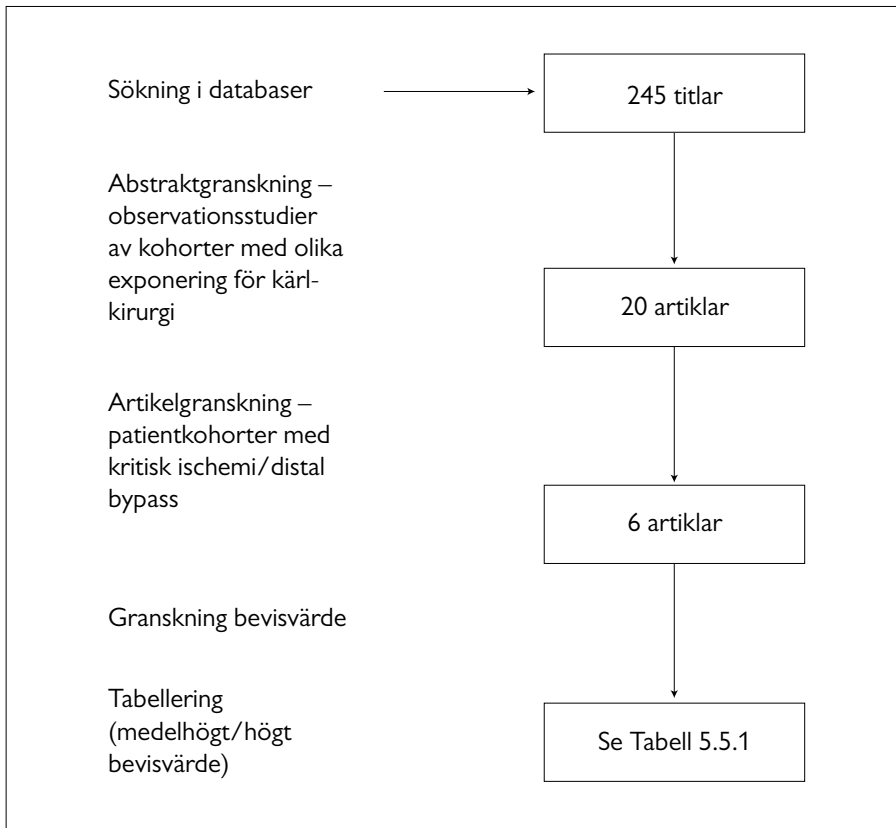 Sökning i databaser
245 titlar
Abstraktgranskning –
observationsstudier
av kohorter med olika
exponering för kärl-
kirurgi
20 artiklar
Artikelgranskning –
patientkohorter med
kritisk ischemi/distal
bypass
6 artiklar
Granskning bevisvärde
Tabellering
(medelhögt/högt
bevisvärde)
Se Tabell 5.5.1